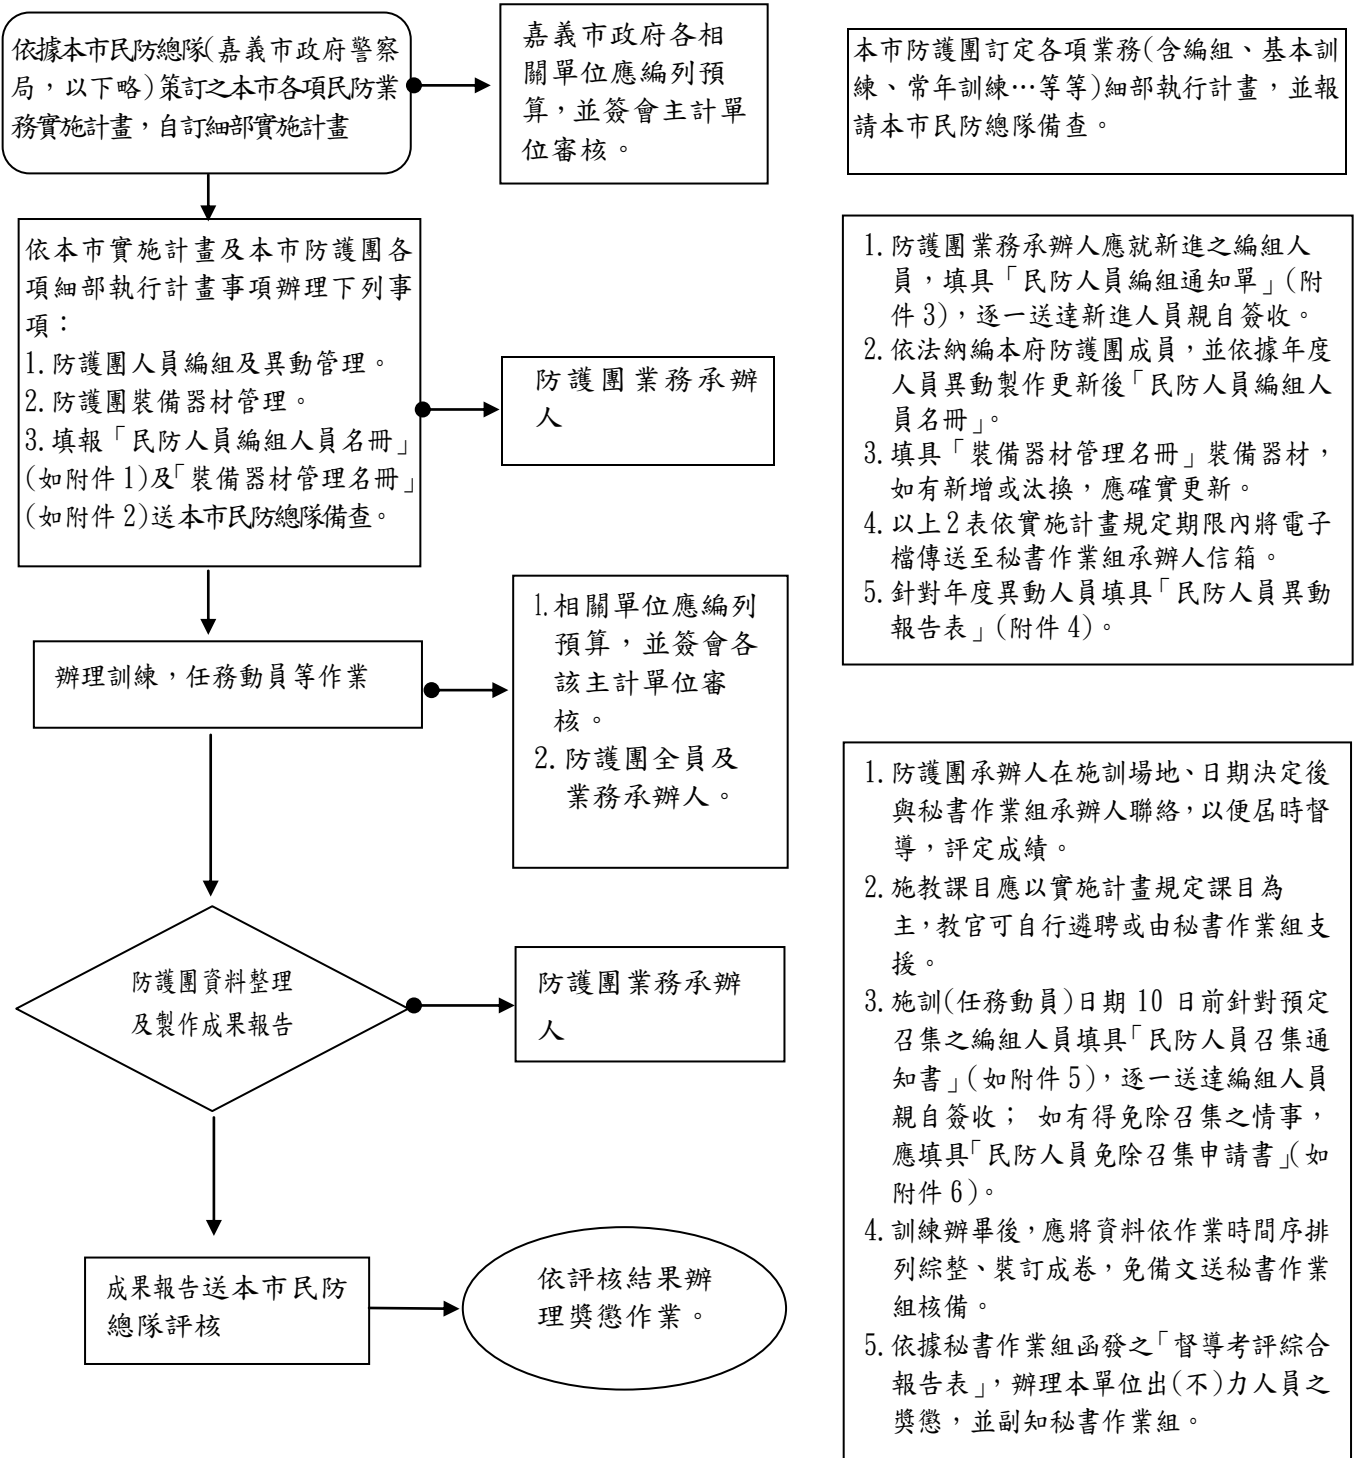 依據本市民防總隊(嘉義市政府警察
局，以下略)策訂之本市各項民防業
務實施計畫，自訂細部實施計畫
嘉義市政府各相
關單位應編列預
算，並簽會主計單
位審核。
本市防護團訂定各項業務(含編組、基本訓
練、常年訓練…等等)細部執行計畫，並報
請本市民防總隊備查。
依本市實施計畫及本市防護團各
項細部執行計畫事項辦理下列事
項：
1.防護團人員編組及異動管理。
2.防護團裝備器材管理。
3.填報「民防人員編組人員名冊」
(如附件1)及「裝備器材管理名冊」
(如附件2)送本市民防總隊備查。
防護團業務承辦
人
1.防護團業務承辦人應就新進之編組人
員，填具「民防人員編組通知單」(附
件3)，逐一送達新進人員親自簽收。
2.依法納編本府防護團成員，並依據年度
人員異動製作更新後「民防人員編組人
員名冊」。
3.填具「裝備器材管理名冊」裝備器材，
如有新增或汰換，應確實更新。
4.以上2表依實施計畫規定期限內將電子
檔傳送至秘書作業組承辦人信箱。
5.針對年度異動人員填具「民防人員異動
報告表」(附件4)。
辦理訓練，任務動員等作業
1.相關單位應編列
預算，並簽會各
該主計單位審
核。
2.防護團全員及
業務承辦人。
防護團資料整理
及製作成果報告
防護團業務承辦
人
1.防護團承辦人在施訓場地、日期決定後
與秘書作業組承辦人聯絡，以便屆時督
導，評定成績。
2.施教課目應以實施計畫規定課目為
主，教官可自行遴聘或由秘書作業組支
援。
3.施訓(任務動員)日期 10 日前針對預定
召集之編組人員填具「民防人員召集通
知書」(如附件5)，逐一送達編組人員
親自簽收； 如有得免除召集之情事，
應填具「民防人員免除召集申請書」(如
附件6)。
4.訓練辦畢後，應將資料依作業時間序排
列綜整、裝訂成卷，免備文送秘書作業
組核備。
5.依據秘書作業組函發之「督導考評綜合
報告表」，辦理本單位出(不)力人員之
獎懲，並副知秘書作業組。
成果報告送本市民防
總隊評核
依評核結果辦
理獎懲作業。